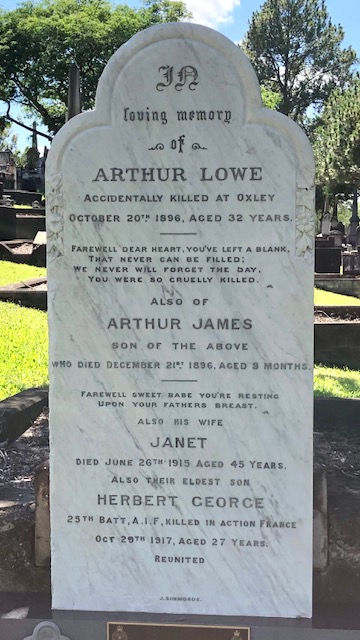 IN
loving memory
of
ARTHUR LOWE
ACCIDENTALLY KILLED AT OXLEY
OCTOBER 20TH 1896, AGED 32 YEARS.
FAREWELL DEAR HEART, YOU'VE LEFT A BLANK,
THAT NEVER CAN BE FILLED;
WE NEVER WILL FORGET THE DAY,
YOU WERE SO CRUELLY KILLED.
ALSO OF
ARTHUR JAMES
SON OF THE ABOVE
WHO DIED DECEMBER 21ST 1896, AGED 9 MONTHS.
FAREWELL SWEET BABE YOU'RE RESTING
UPON YOUR FATHERS BREAST.
ALSO HIS WIFE
JANET
DIED JUNE 26TH 1915 AGED 45 YEARS.
ALSO THEIR ELDEST SON
HERBERT GEORGE
25TH BATT, A.I.F, KILLED IN ACTION FRANCE
OCT 29TH 1917, AGED 27 YEARS.
REUNITED
J. SIMMONDS.